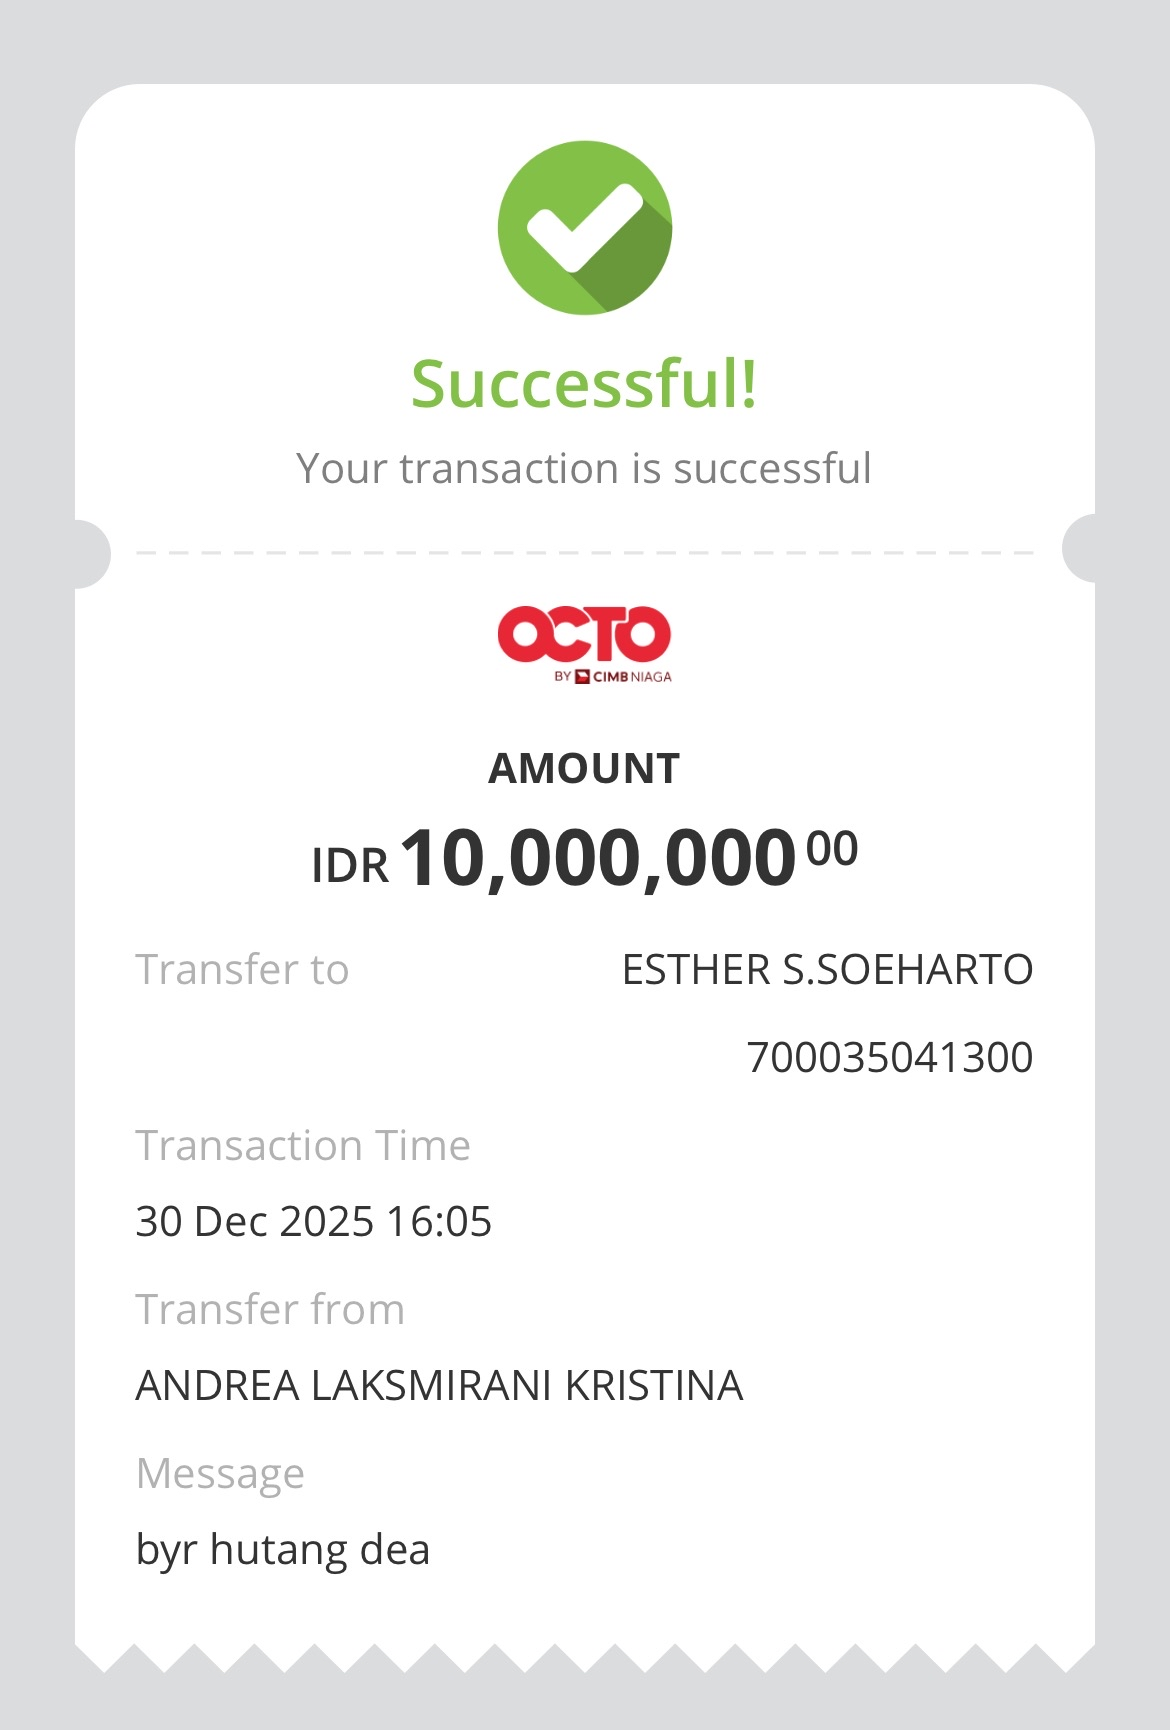 Successful!
Your transaction is successful
OCTO
BY CIMB NIAGA
AMOUNT
IDR 10,000,000 00
Transfer to ESTHER S.SOEHARTO
700035041300
Transaction Time
30 Dec 2025 16:05
Transfer from
ANDREA LAKSMIRANI KRISTINA
Message
byr hutang dea